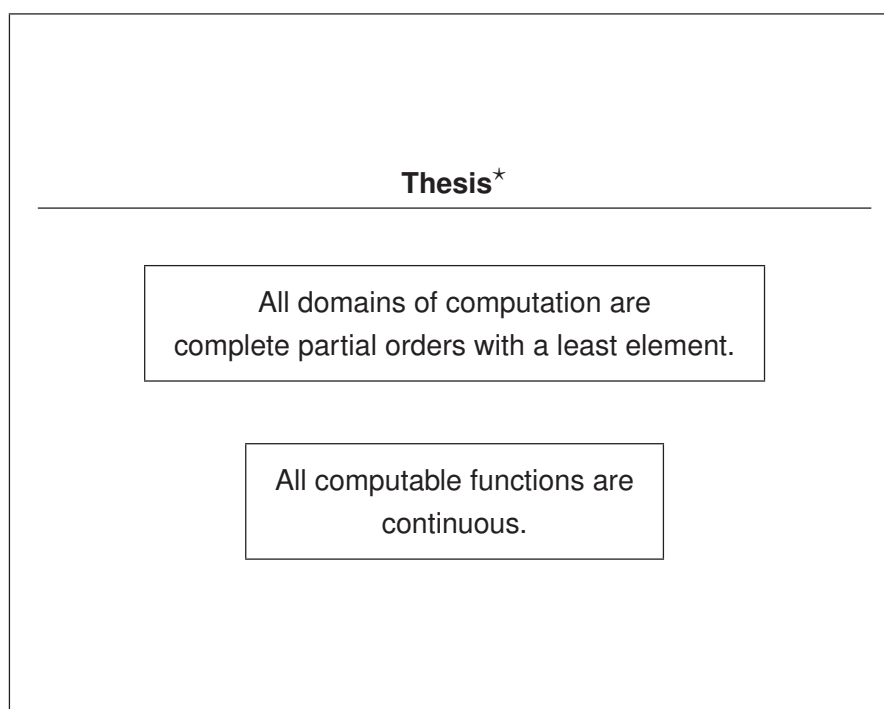 Thesis⋆
All domains of computation are
complete partial orders with a least element.
All computable functions are
continuous.